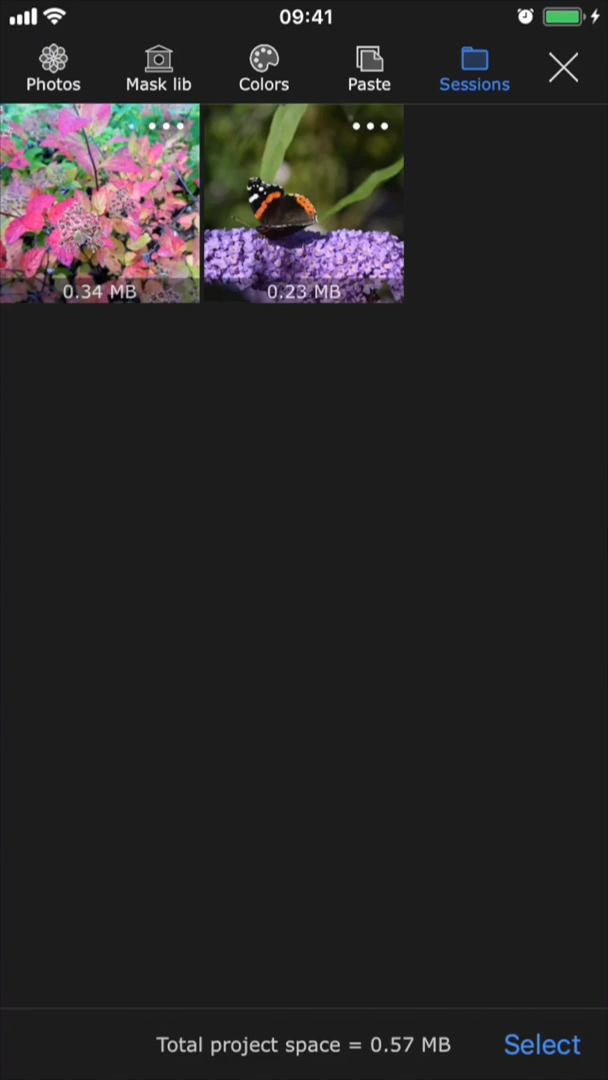 09:41
Photos
Mask lib
Colors
Paste
Sessions
0.34 MB
0.23 MB
Total project space = 0.57 MB
Select